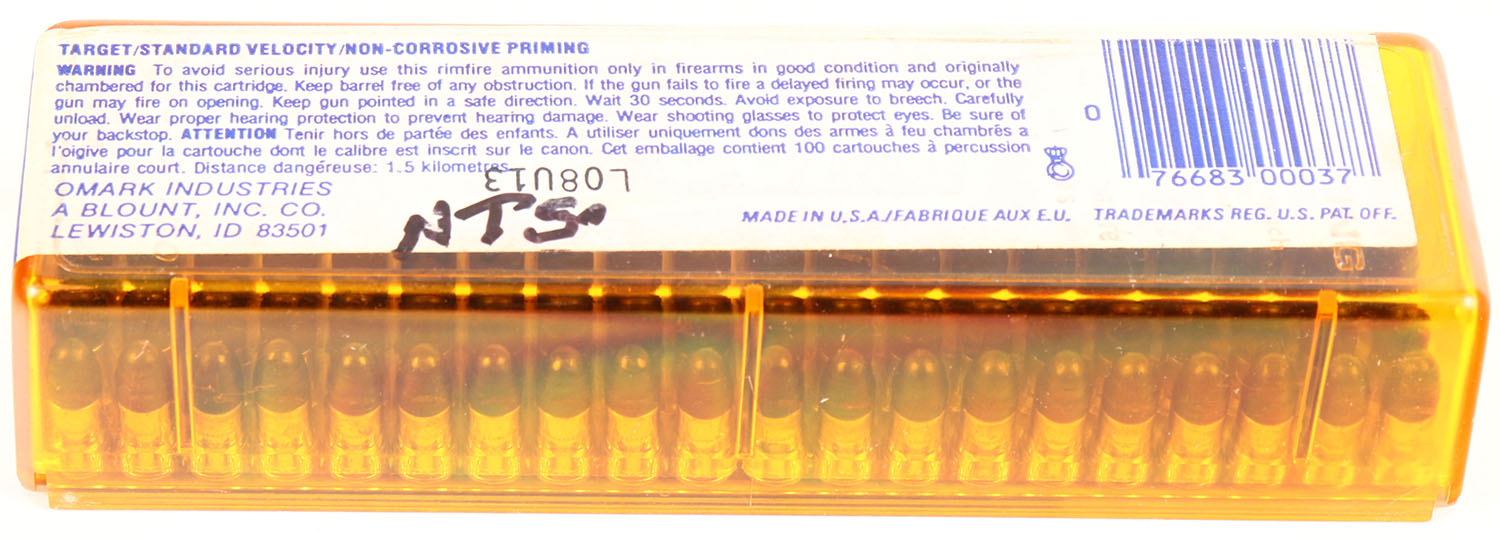 TARGET/STANDARD VELOCITY/NON-CORROSIVE PRIMING
WARNING To avoid serious injury use this rimfire ammunition only in firearms in good condition and originally
chambered for this cartridge. Keep barrel free of any obstruction. If the gun fails to fire a delayed firing may occur, or the
gun may fire on opening. Keep gun pointed in a safe direction. Wait 30 seconds. Avoid exposure to breech. Carefully
unload. Wear proper hearing protection to prevent hearing damage. Wear shooting glasses to protect eyes. Be sure of
your backstop. ATTENTION Tenir hors de partée des enfants. A utiliser uniquement dons des armes à feu chambrês a
l'oigive pour la cartouche dont le calibre est inscrit sur le canon. Cet emballage contient 100 cartouches à percussion
annulaire court. Distance dangéreuse: 1.5 kilometres
L08U13
OMARK INDUSTRIES
A BLOUNT, INC. CO.
LEWISTON, ID 83501
NTS
0
76683 00037
MADE IN U.S.A./FABRIQUE AUX E.U. TRADEMARKS REG. U.S. PAT. OFF.